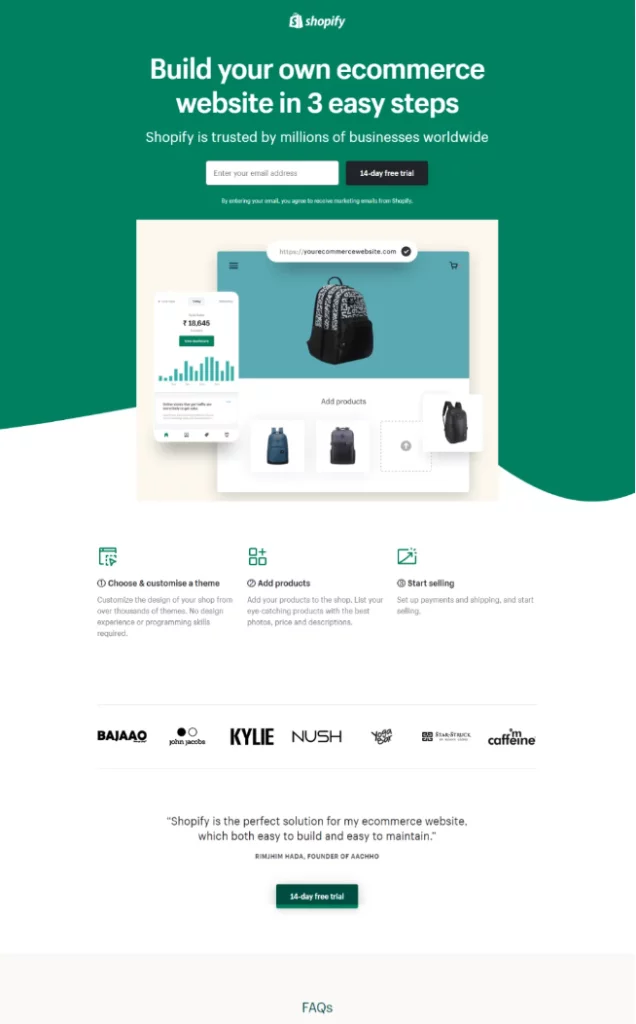 shopify
Build your own ecommerce
website in 3 easy steps
Shopify is trusted by millions of businesses worldwide
Enter your email address
14-day free trial
By entering your email, you agree to receive marketing emails from Shopify.
https://yourecommercewebsite.com
Today
₹ 18,645
Add products
① Choose & customise a theme
Customize the design of your shop from
over thousands of themes. No design
experience or programming skills
required.
② Add products
Add your products to the shop. List your
eye-catching products with the best
photos, price and descriptions.
③ Start selling
Set up payments and shipping, and start
selling.
BAJAAO
john jacobs
KYLIE
NUSH
Yoga
Bar
STAR STRUCK
I'm
caffeine
"Shopify is the perfect solution for my ecommerce website.
which both easy to build and easy to maintain."
RIMJHIM HADA, FOUNDER OF AACHHO
14-day free trial
FAQs